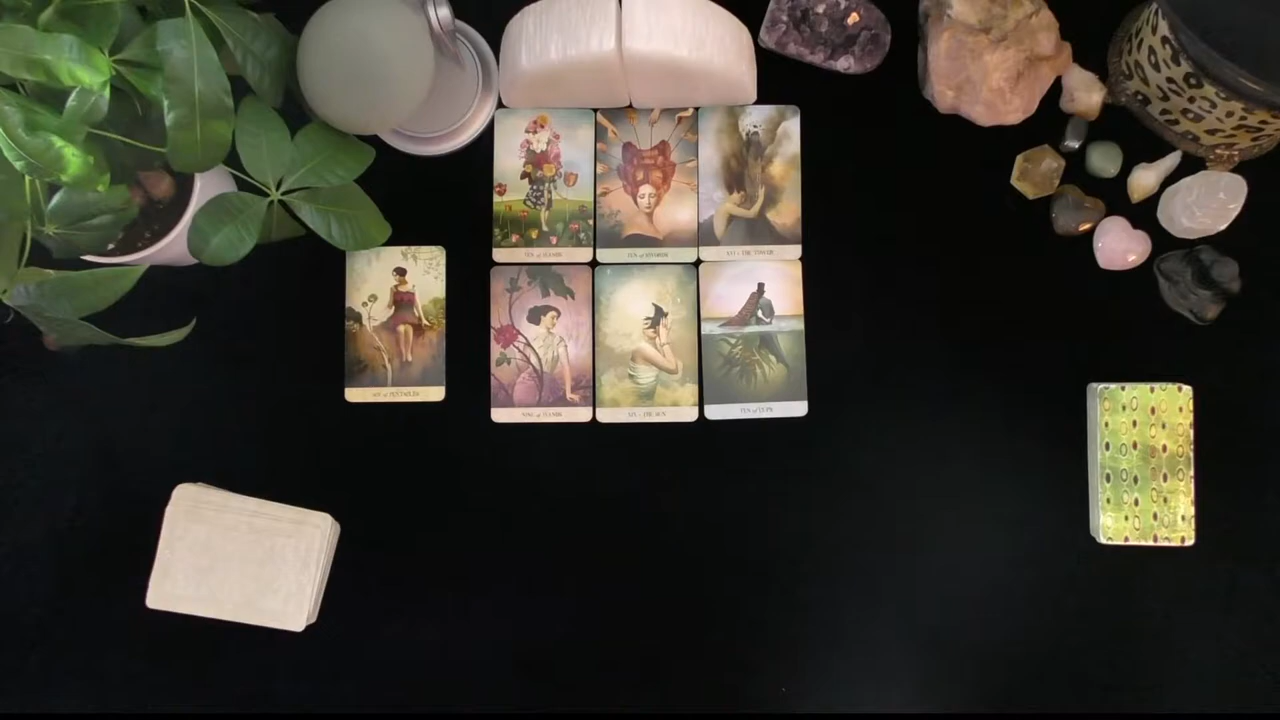 TEN of WANDS
TEN of SWORDS
XVI • THE TOWER
ACE of PENTACLES
NINE of WANDS
XIX • THE SUN
TEN of CUPS